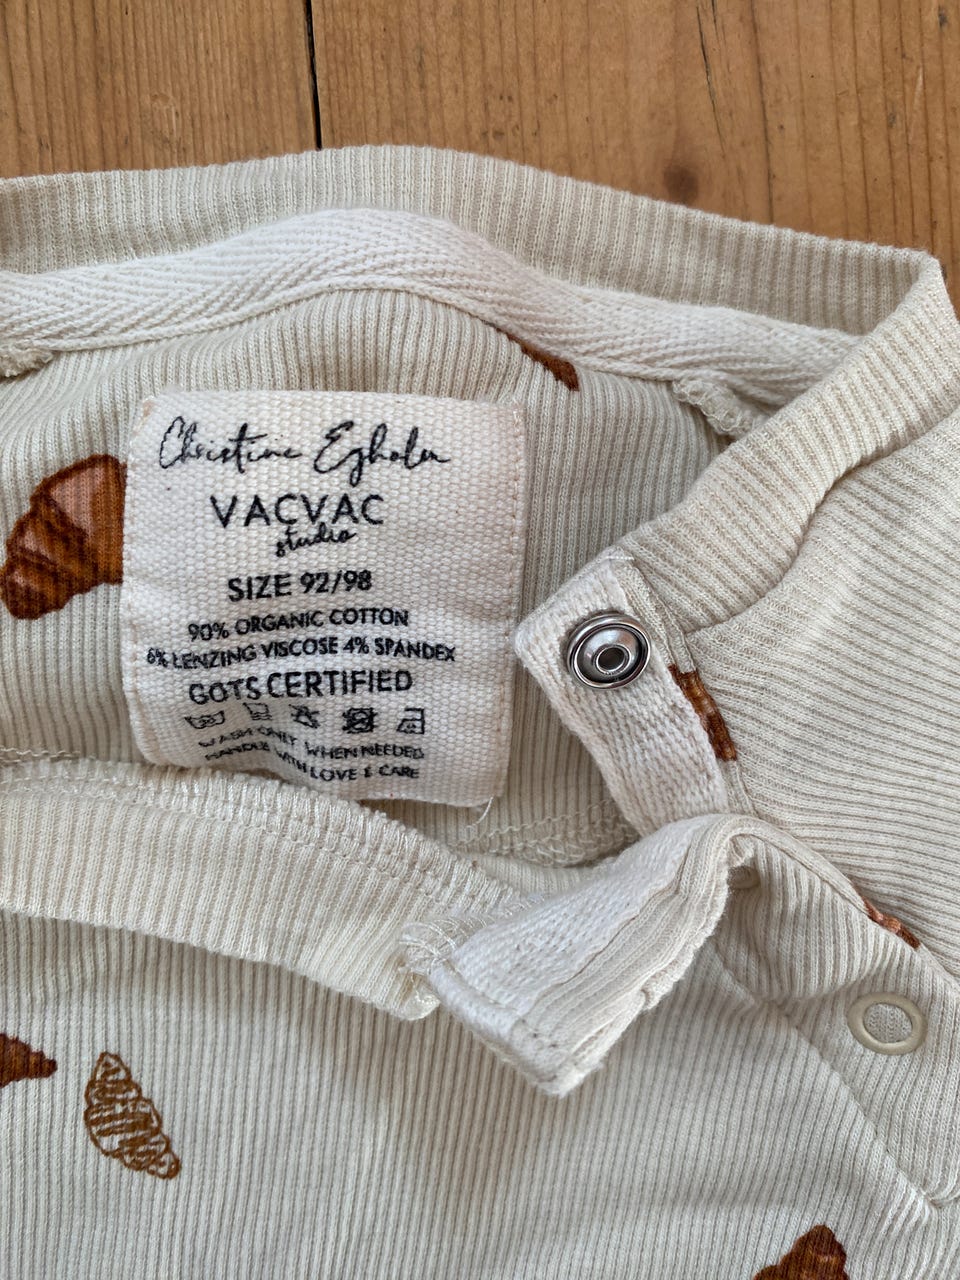 Christine Egholm
VACVAC
studio
SIZE 92/98
90% ORGANIC COTTON
6% LENZING VISCOSE 4% SPANDEX
GOTS CERTIFIED
WASH ONLY WHEN NEEDED
HANDLE WITH LOVE & CARE